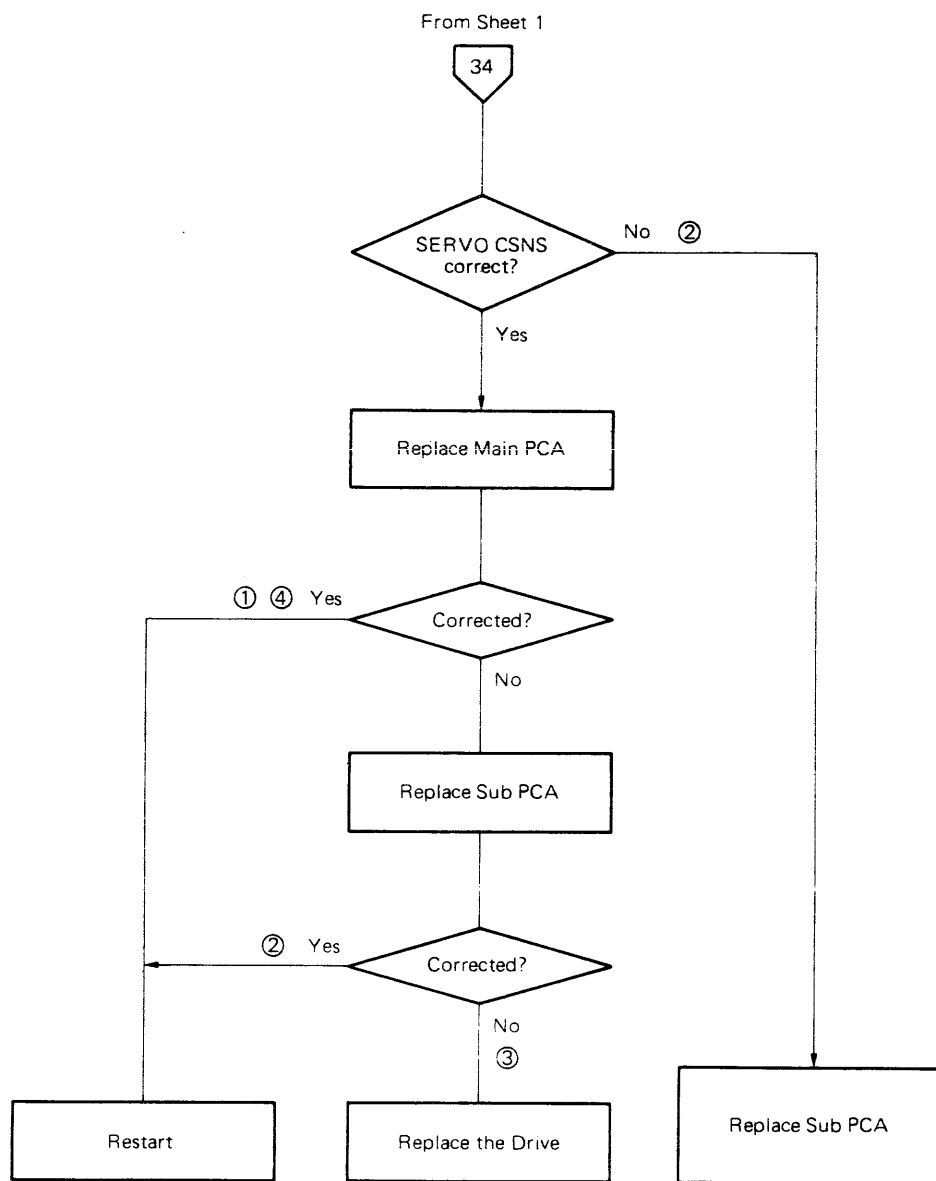 From Sheet 1
34
SERVO CSNS
correct?
No ②
Yes
Replace Main PCA
① ④ Yes
Corrected?
No
Replace Sub PCA
② Yes
Corrected?
No
③
Restart
Replace the Drive
Replace Sub PCA